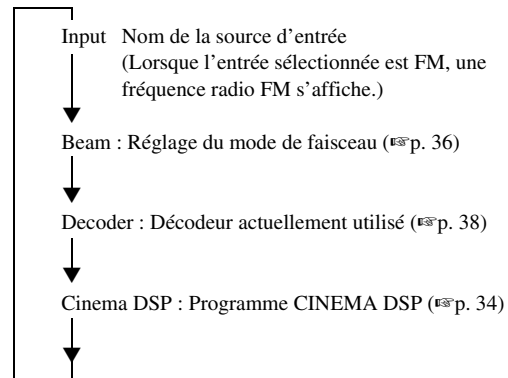 Input Nom de la source d’entrée
(Lorsque l’entrée sélectionnée est FM, une
fréquence radio FM s’affiche.)
Beam : Réglage du mode de faisceau (☞p. 36)
Decoder : Décodeur actuellement utilisé (☞p. 38)
Cinema DSP : Programme CINEMA DSP (☞p. 34)